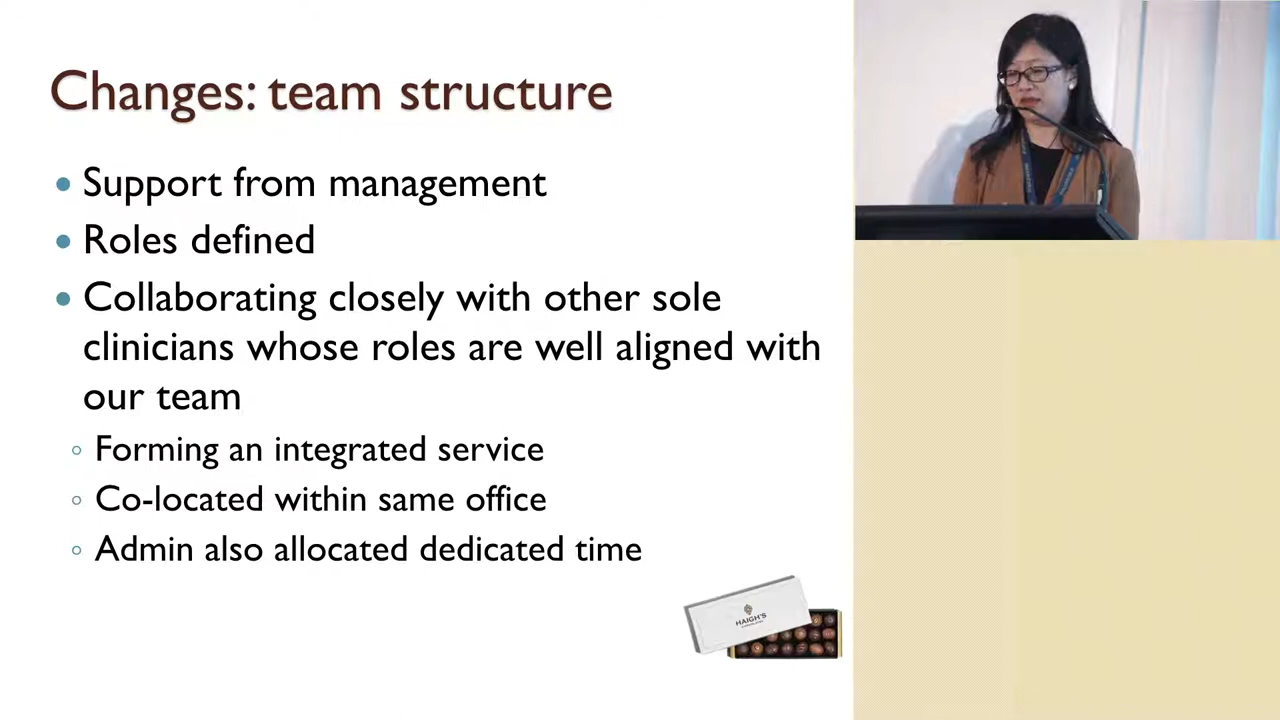 Changes: team structure
Support from management
Roles defined
Collaborating closely with other sole
clinicians whose roles are well aligned with
our team
Forming an integrated service
Co-located within same office
Admin also allocated dedicated time
HAIGH'S